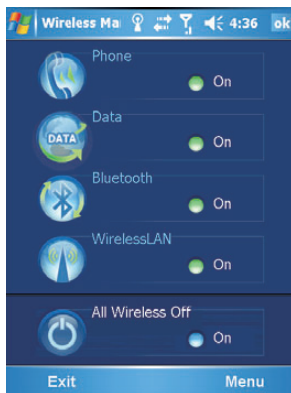 Wireless Ma 4:36 ok
Phone
On
Data
DATA
On
Bluetooth
On
WirelessLAN
On
All Wireless Off
On
Exit Menu